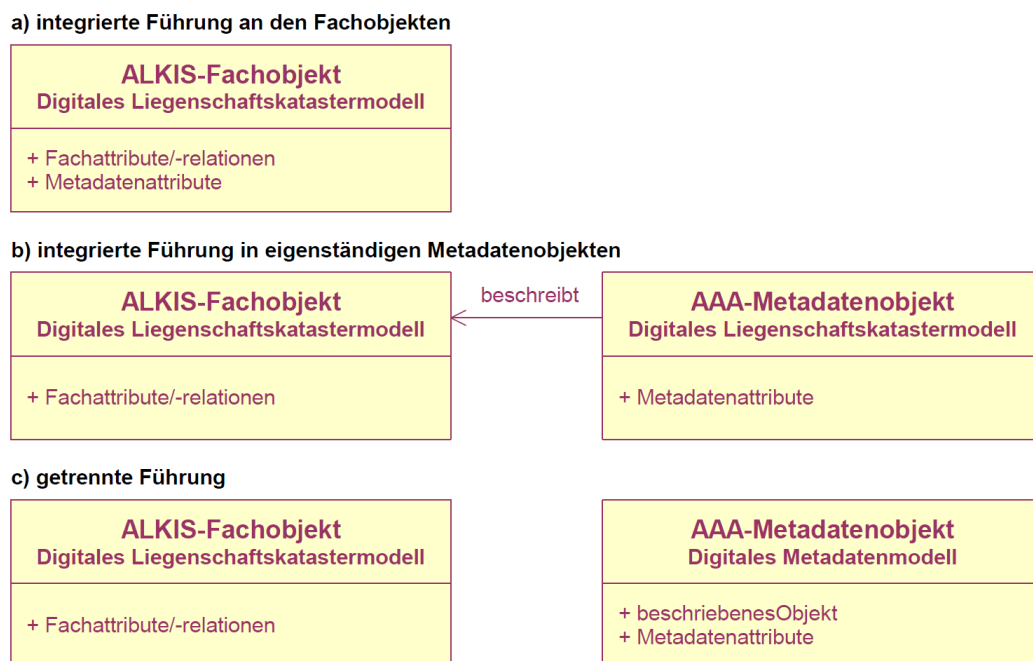 a) integrierte Führung an den Fachobjekten
ALKIS-Fachobjekt
Digitales Liegenschaftskatastermodell
+ Fachattribute/-relationen
+ Metadatenattribute
b) integrierte Führung in eigenständigen Metadatenobjekten
ALKIS-Fachobjekt
Digitales Liegenschaftskatastermodell
+ Fachattribute/-relationen
beschreibt
AAA-Metadatenobjekt
Digitales Liegenschaftskatastermodell
+ Metadatenattribute
c) getrennte Führung
ALKIS-Fachobjekt
Digitales Liegenschaftskatastermodell
+ Fachattribute/-relationen
AAA-Metadatenobjekt
Digitales Metadatenmodell
+ beschriebenesObjekt
+ Metadatenattribute